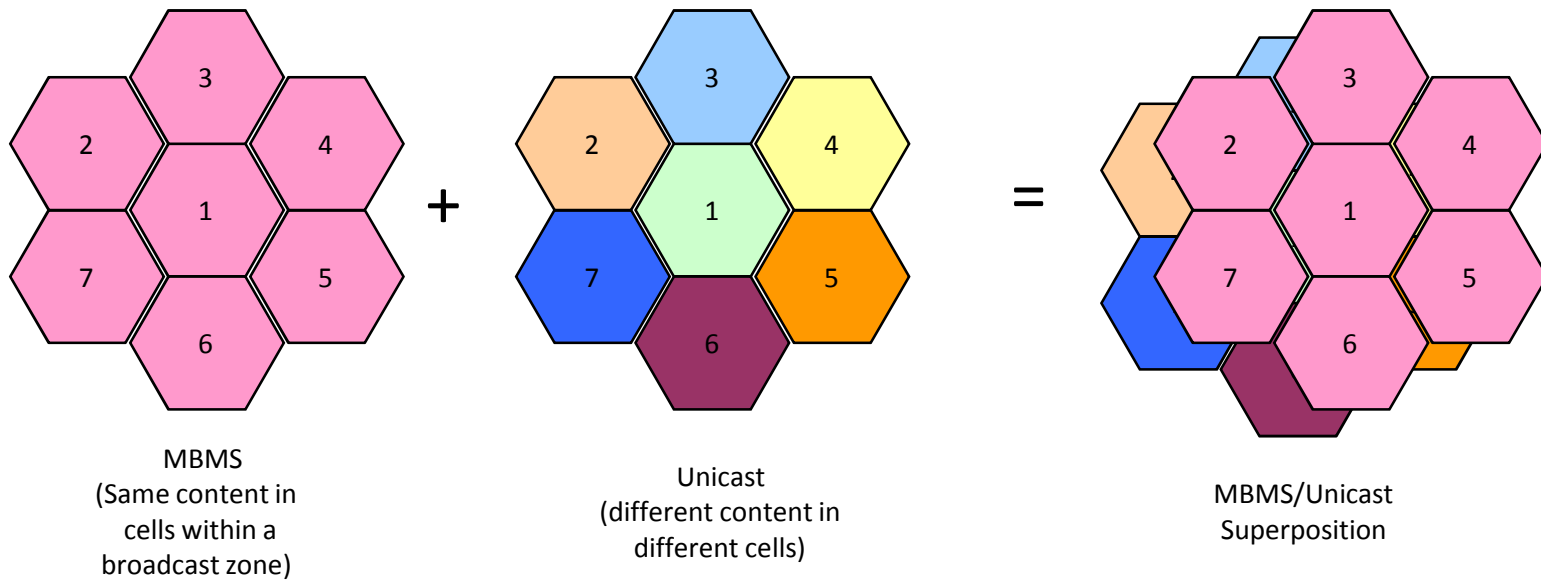 3
2
4
1
7
5
6
+
3
2
4
1
7
5
6
=
3
2
4
1
7
5
6
MBMS
(Same content in
cells within a
broadcast zone)
Unicast
(different content in
different cells)
MBMS/Unicast
Superposition